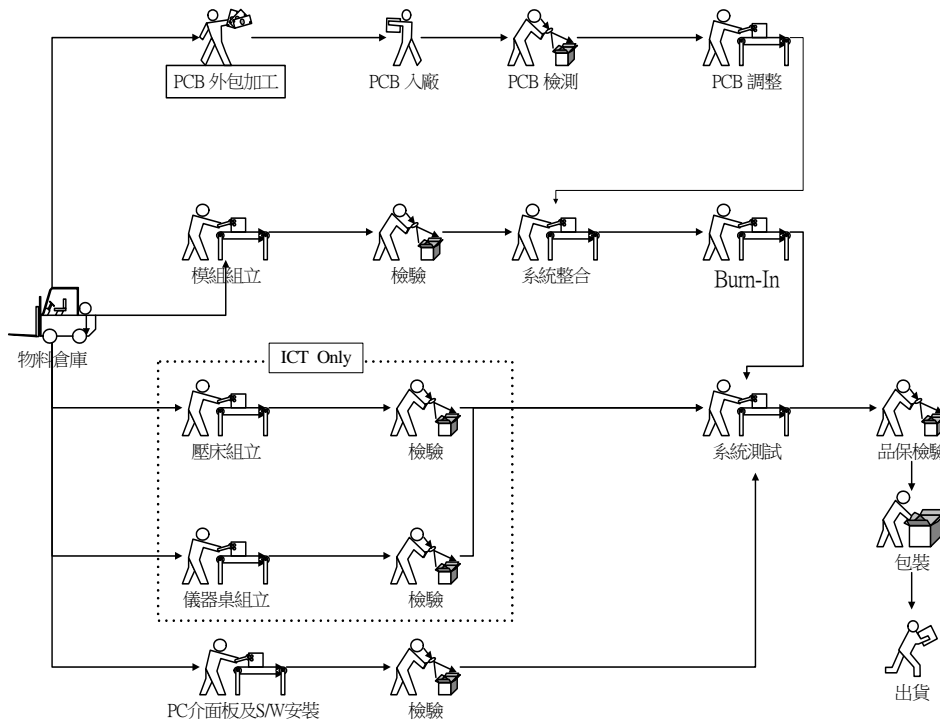 PCB 外包加工
PCB 入廠
PCB 檢測
PCB 調整
模組組立
檢驗
系統整合
Burn-In
物料倉庫
ICT Only
壓床組立
檢驗
系統測試
品保檢驗
儀器桌組立
檢驗
包裝
PC介面板及S/W安裝
檢驗
出貨